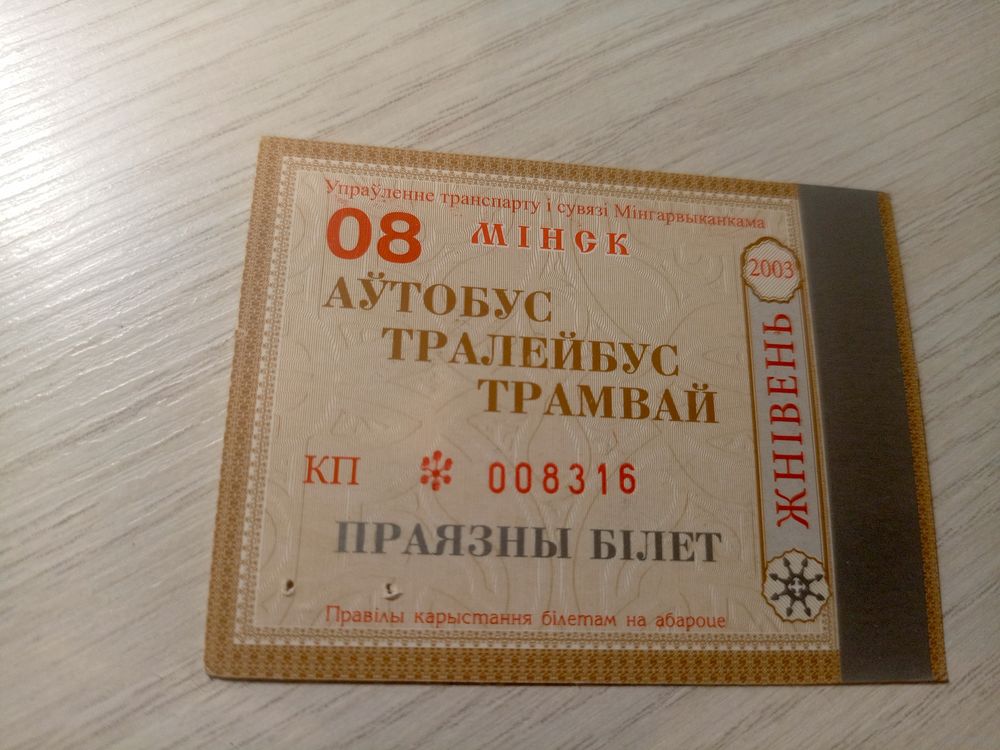 Упраўленне транспарту і сувязі Мінгарвыканкама
08 МІНСК
2003
АЎТОБУС
ТРАЛЕЙБУС
ТРАМВАЙ
ЖНІВЕНЬ
КП 008316
ПРАЯЗНЫ БІЛЕТ
Правілы карыстання білетам на абароце